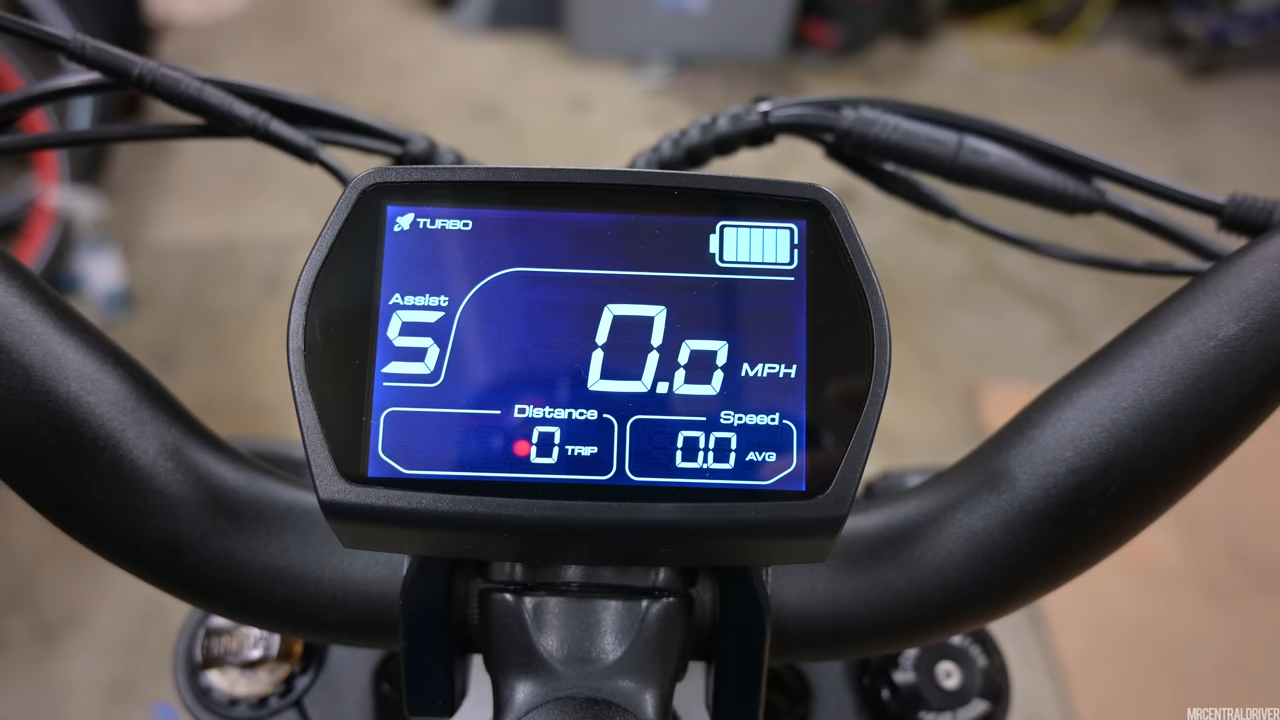 TURBO
Assist
5
0.0 MPH
Distance
0 TRIP
Speed
0.0 AVG
MRCENTRALDRIVER